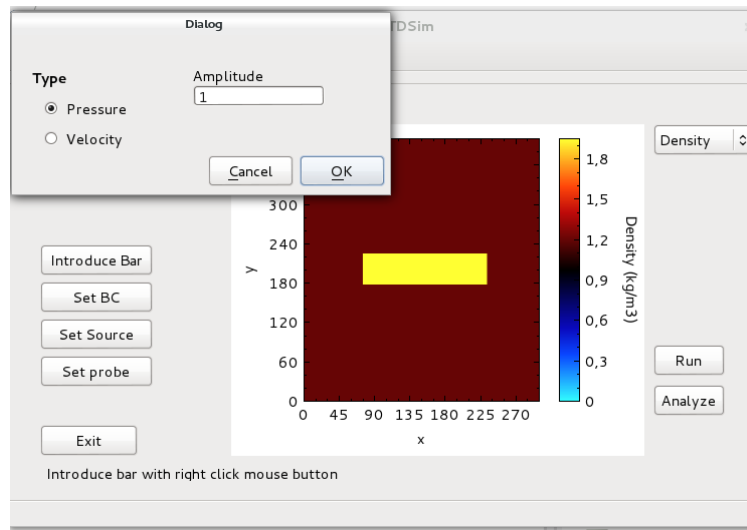 Dialog
TDSim
Type
Amplitude
1
Pressure
Velocity
Cancel
OK
Density
1,8
1,5
1,2
0,9
0,6
0,3
0
Density (kg/m3)
300
240
180
120
60
0
y
0 45 90 135 180 225 270
x
Introduce Bar
Set BC
Set Source
Set probe
Exit
Run
Analyze
Introduce bar with right click mouse button